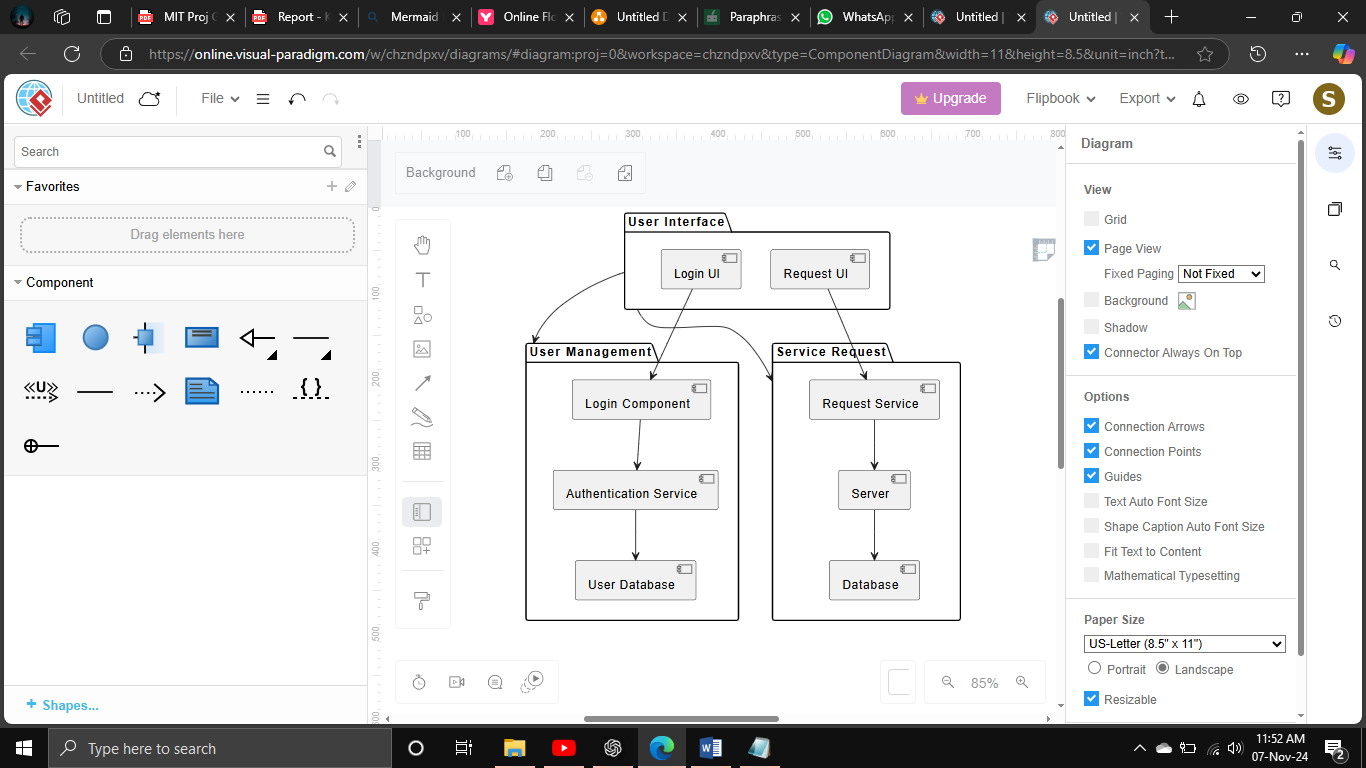 MIT Proj G
Report - K
Mermaid
Online Flo
Untitled D
Paraphras
WhatsApp
Untitled |
Untitled |
https://online.visual-paradigm.com/w/chzndpxv/diagrams/#diagram:proj=0&workspace=chzndpxv&type=ComponentDiagram&width=11&height=8.5&unit=inch?t...
Untitled
File
Upgrade
Flipbook
Export
S
Search
Favorites
Drag elements here
Component
«U»
{ }
+ Shapes...
100 200 300 400 500 600 700 800
0
100
200
300
400
500
600
Background
User Interface
Login UI
Request UI
User Management
Service Request
Login Component
Request Service
Authentication Service
Server
User Database
Database
85%
Diagram
View
Grid
Page View
Fixed Paging Not Fixed
Background
Shadow
Connector Always On Top
Options
Connection Arrows
Connection Points
Guides
Text Auto Font Size
Shape Caption Auto Font Size
Fit Text to Content
Mathematical Typesetting
Paper Size
US-Letter (8.5" x 11")
Portrait Landscape
Resizable
Type here to search
11:52 AM
07-Nov-24
2